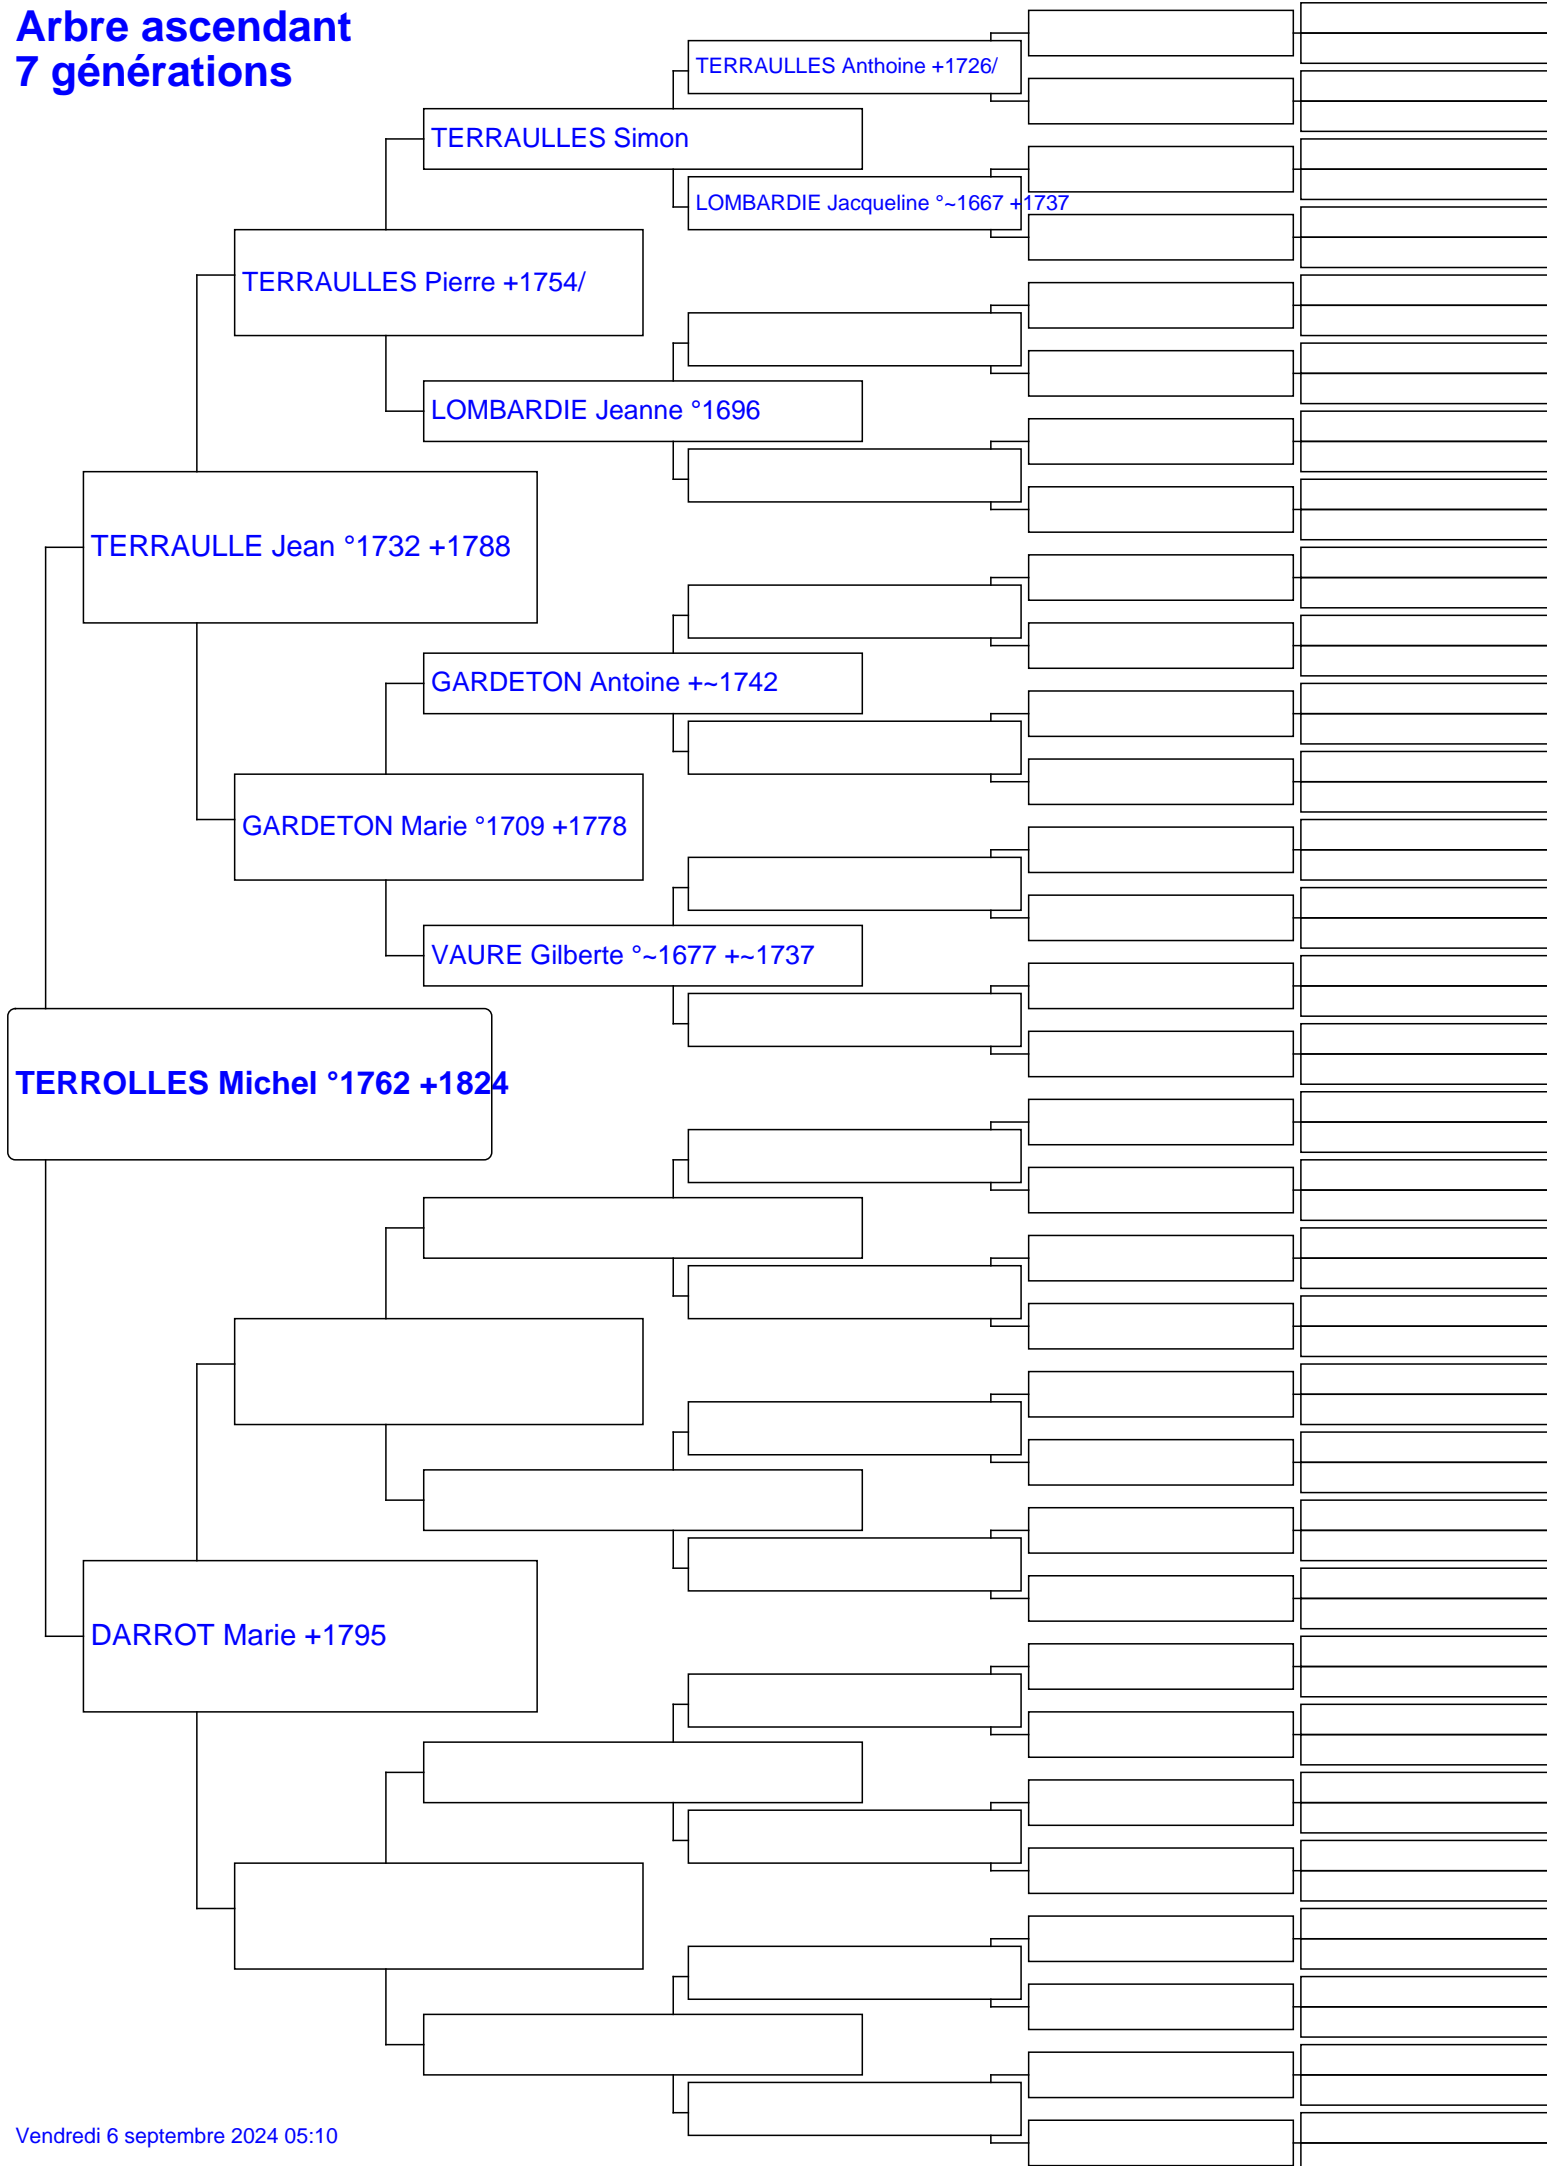 Arbre ascendant
7 générations
TERRAULLES Anthoine +1726/
TERRAULLES Simon
LOMBARDIE Jacqueline °~1667 +1737
TERRAULLES Pierre +1754/
LOMBARDIE Jeanne °1696
TERRAULLE Jean °1732 +1788
GARDETON Antoine +~1742
GARDETON Marie °1709 +1778
VAURE Gilberte °~1677 +~1737
TERROLLES Michel °1762 +1824
DARROT Marie +1795
Vendredi 6 septembre 2024 05:10